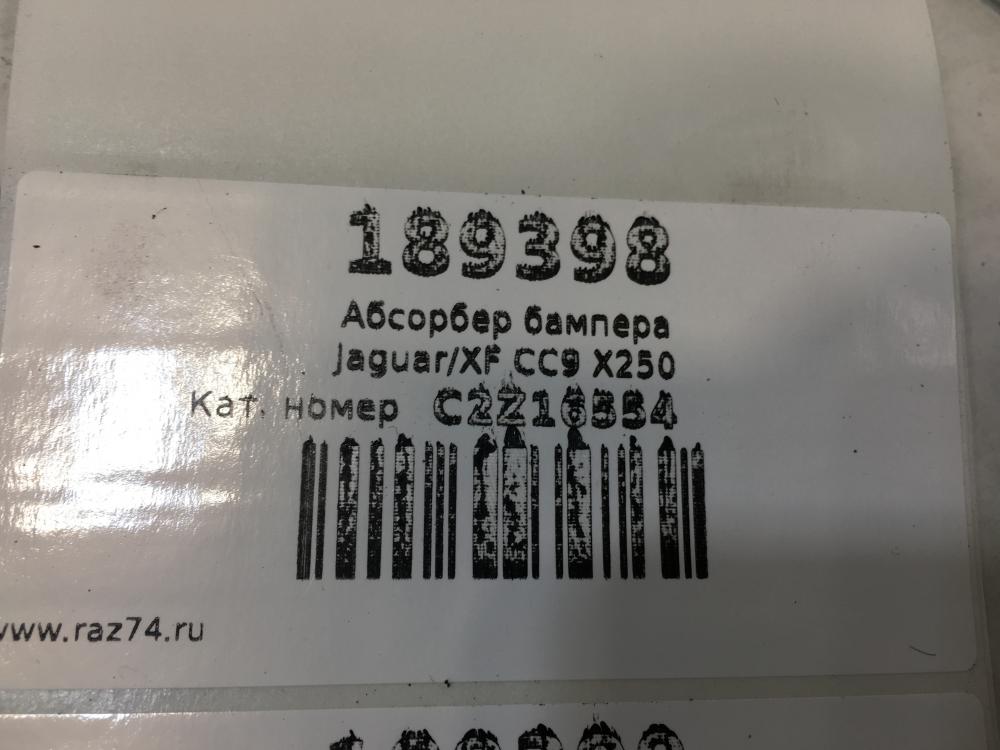 189398
Абсорбер бампера
Jaguar/XF CC9 X250
Кат. номер C2Z16554
www.raz74.ru